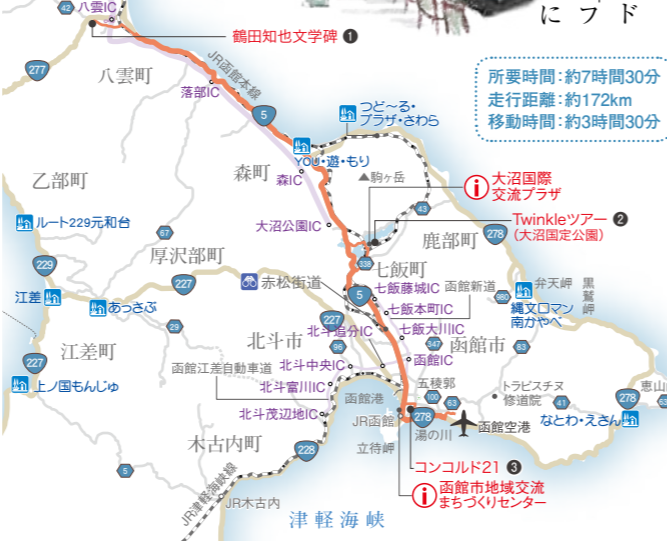 にフド
42
八雲IC
鶴田知也文学碑 ❶
277
八雲町
JR函館本線
落部IC
5
所要時間:約7時間30分
走行距離:約172km
移動時間:約3時間30分
つど～る・
プラザ・さわら
YOU・遊・もり
森町
森IC
▲駒ヶ岳
大沼国際
交流プラザ
乙部町
大沼公園IC
43
Twinkleツアー ❷
(大沼国定公園)
ルート229元和台
67
鹿部町
278
厚沢部町
338
七飯町
229
227
赤松街道
5
七飯藤城IC
函館新道
弁天岬
黒鷲岬
江差
あっさぶ
七飯本町IC
980
縄文ロマン
南かやべ
227
北斗追分IC
七飯大川IC
29
北斗市
96
347
函館市
83
江差町
函館江差自動車道
北斗中央IC
函館IC
227
上ノ国もんじゅ
北斗富川IC
五稜郭
トラピスチヌ
修道院
恵山
函館港
100
63
41
278
63
北斗茂辺地IC
JR函館
278
函館空港
なとわ・えさん
湯の川
木古内町
228
立待岬
コンコルド21 ❸
5
函館市地域交流
まちづくりセンター
JR津軽海峡線
JR木古内
津軽海峡